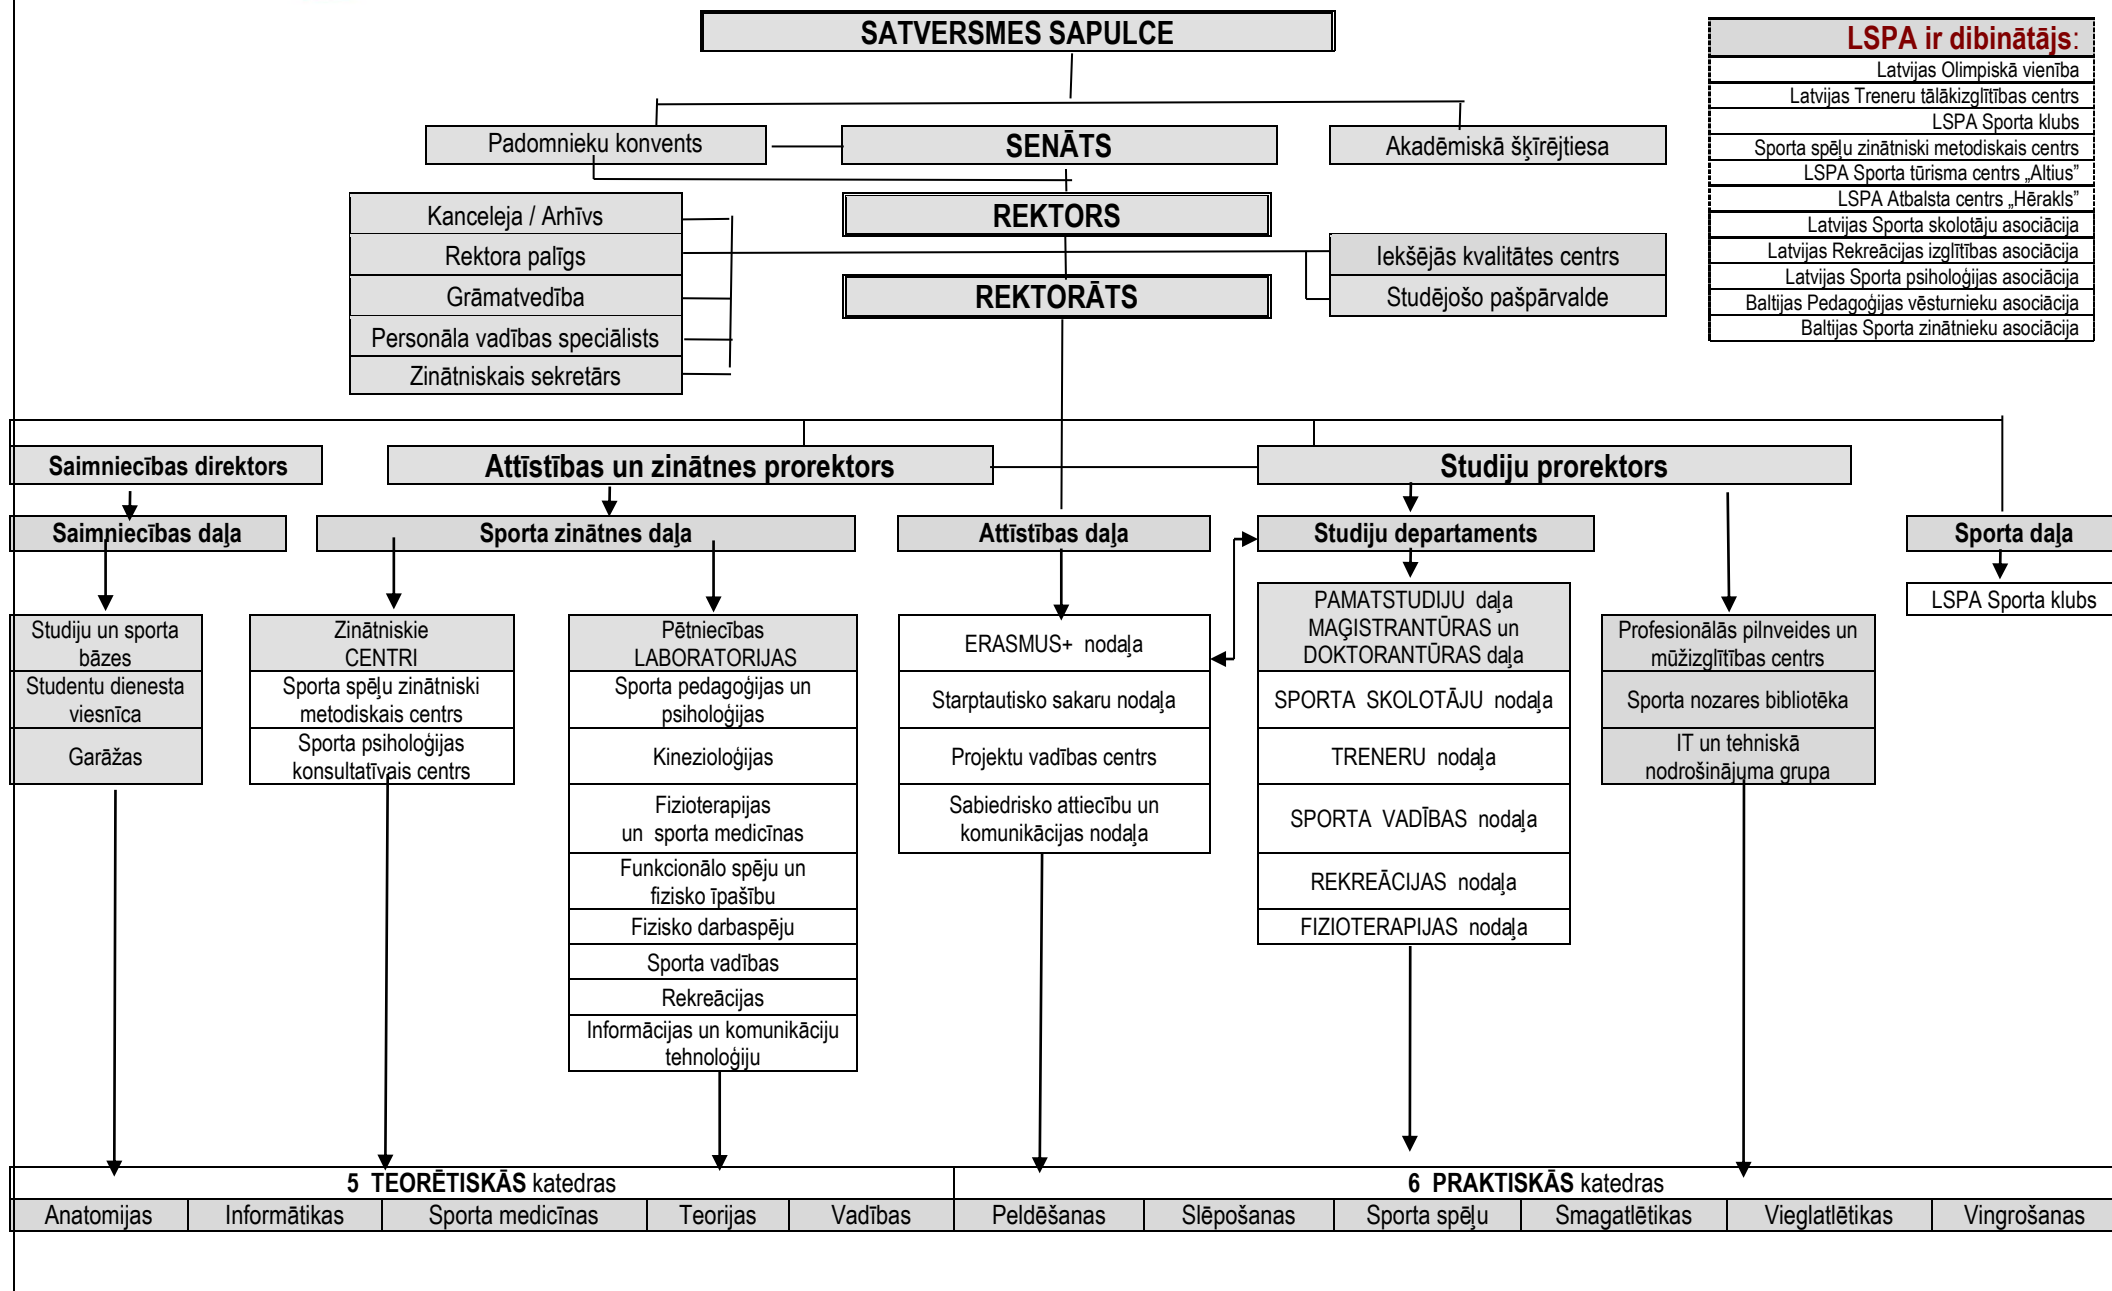 SATVERSMES SAPULCE
LSPA ir dibinātājs:
Latvijas Olimpiskā vienība
Latvijas Treneru tālākizglītības centrs
LSPA Sporta klubs
Sporta spēļu zinātniski metodiskais centrs
LSPA Sporta tūrisma centrs „Altius”
LSPA Atbalsta centrs „Hērakls”
Latvijas Sporta skolotāju asociācija
Latvijas Rekreācijas izglītības asociācija
Latvijas Sporta psiholoģijas asociācija
Baltijas Pedagoģijas vēsturnieku asociācija
Baltijas Sporta zinātnieku asociācija
Padomnieku konvents
SENĀTS
Akadēmiskā šķīrējtiesa
Kanceleja / Arhīvs
Rektora palīgs
Grāmatvedība
Personāla vadības speciālists
Zinātniskais sekretārs
REKTORS
REKTORĀTS
Iekšējās kvalitātes centrs
Studējošo pašpārvalde
Saimniecības direktors
Attīstības un zinātnes prorektors
Studiju prorektors
Saimniecības daļa
Sporta zinātnes daļa
Attīstības daļa
Studiju departaments
Sporta daļa
Studiju un sporta
bāzes
Studentu dienesta
viesnīca
Garāžas
Zinātniskie
CENTRI
Sporta spēļu zinātniski
metodiskais centrs
Sporta psiholoģijas
konsultatīvais centrs
Pētniecības
LABORATORIJAS
Sporta pedagoģijas un
psiholoģijas
Kinezioloģijas
Fizioterapijas
un sporta medicīnas
Funkcionālo spēju un
fizisko īpašību
Fizisko darbaspēju
Sporta vadības
Rekreācijas
Informācijas un komunikāciju
tehnoloģiju
ERASMUS+ nodaļa
Starptautisko sakaru nodaļa
Projektu vadības centrs
Sabiedrisko attiecību un
komunikācijas nodaļa
PAMATSTUDIJU daļa
MAĢISTRANTŪRAS un
DOKTORANTŪRAS daļa
SPORTA SKOLOTĀJU nodaļa
TRENERU nodaļa
SPORTA VADĪBAS nodaļa
REKREĀCIJAS nodaļa
FIZIOTERAPIJAS nodaļa
Profesionālās pilnveides un
mūžizglītības centrs
Sporta nozares bibliotēka
IT un tehniskā
nodrošinājuma grupa
LSPA Sporta klubs
5 TEORĒTISKĀS katedras
6 PRAKTISKĀS katedras
Anatomijas
Informātikas
Sporta medicīnas
Teorijas
Vadības
Peldēšanas
Slēpošanas
Sporta spēļu
Smagatlētikas
Vieglatlētikas
Vingrošanas